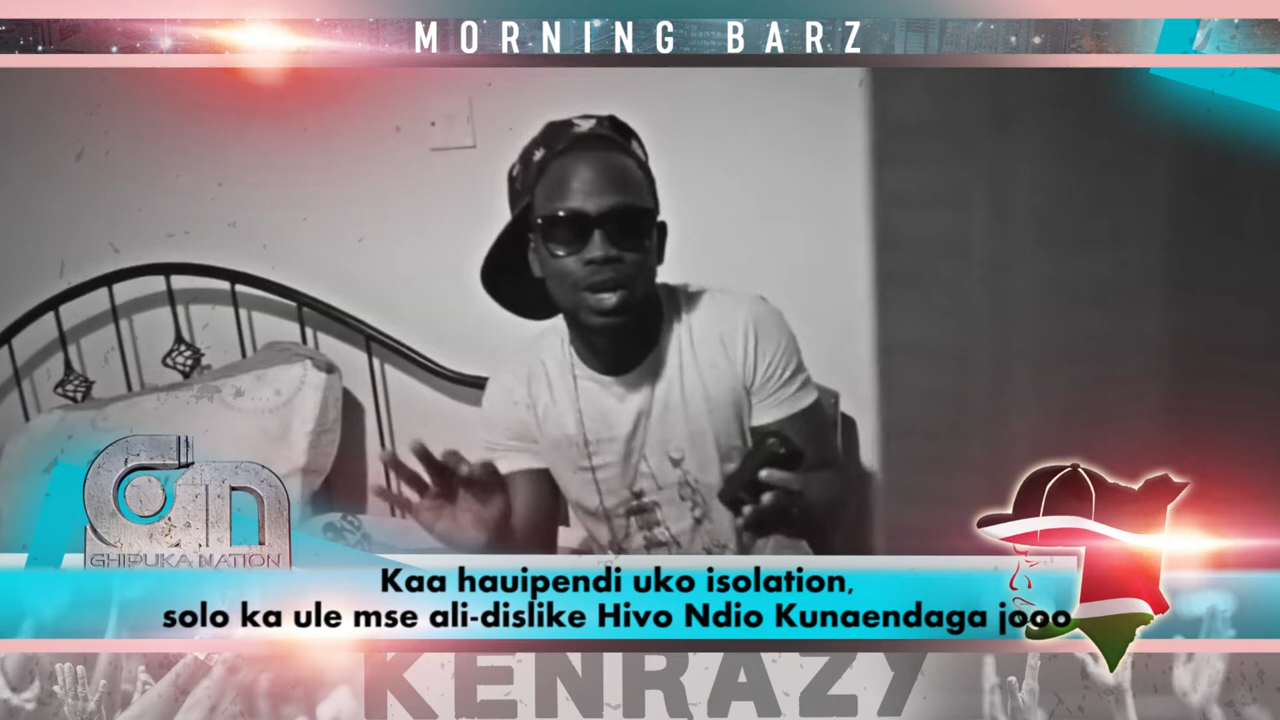 MORNING BARZ
GHIPUKA NATION
Kaa hauipendi uko isolation,
solo ka ule mse ali-dislike Hivo Ndio Kunaendaga jooo
KENRAZY